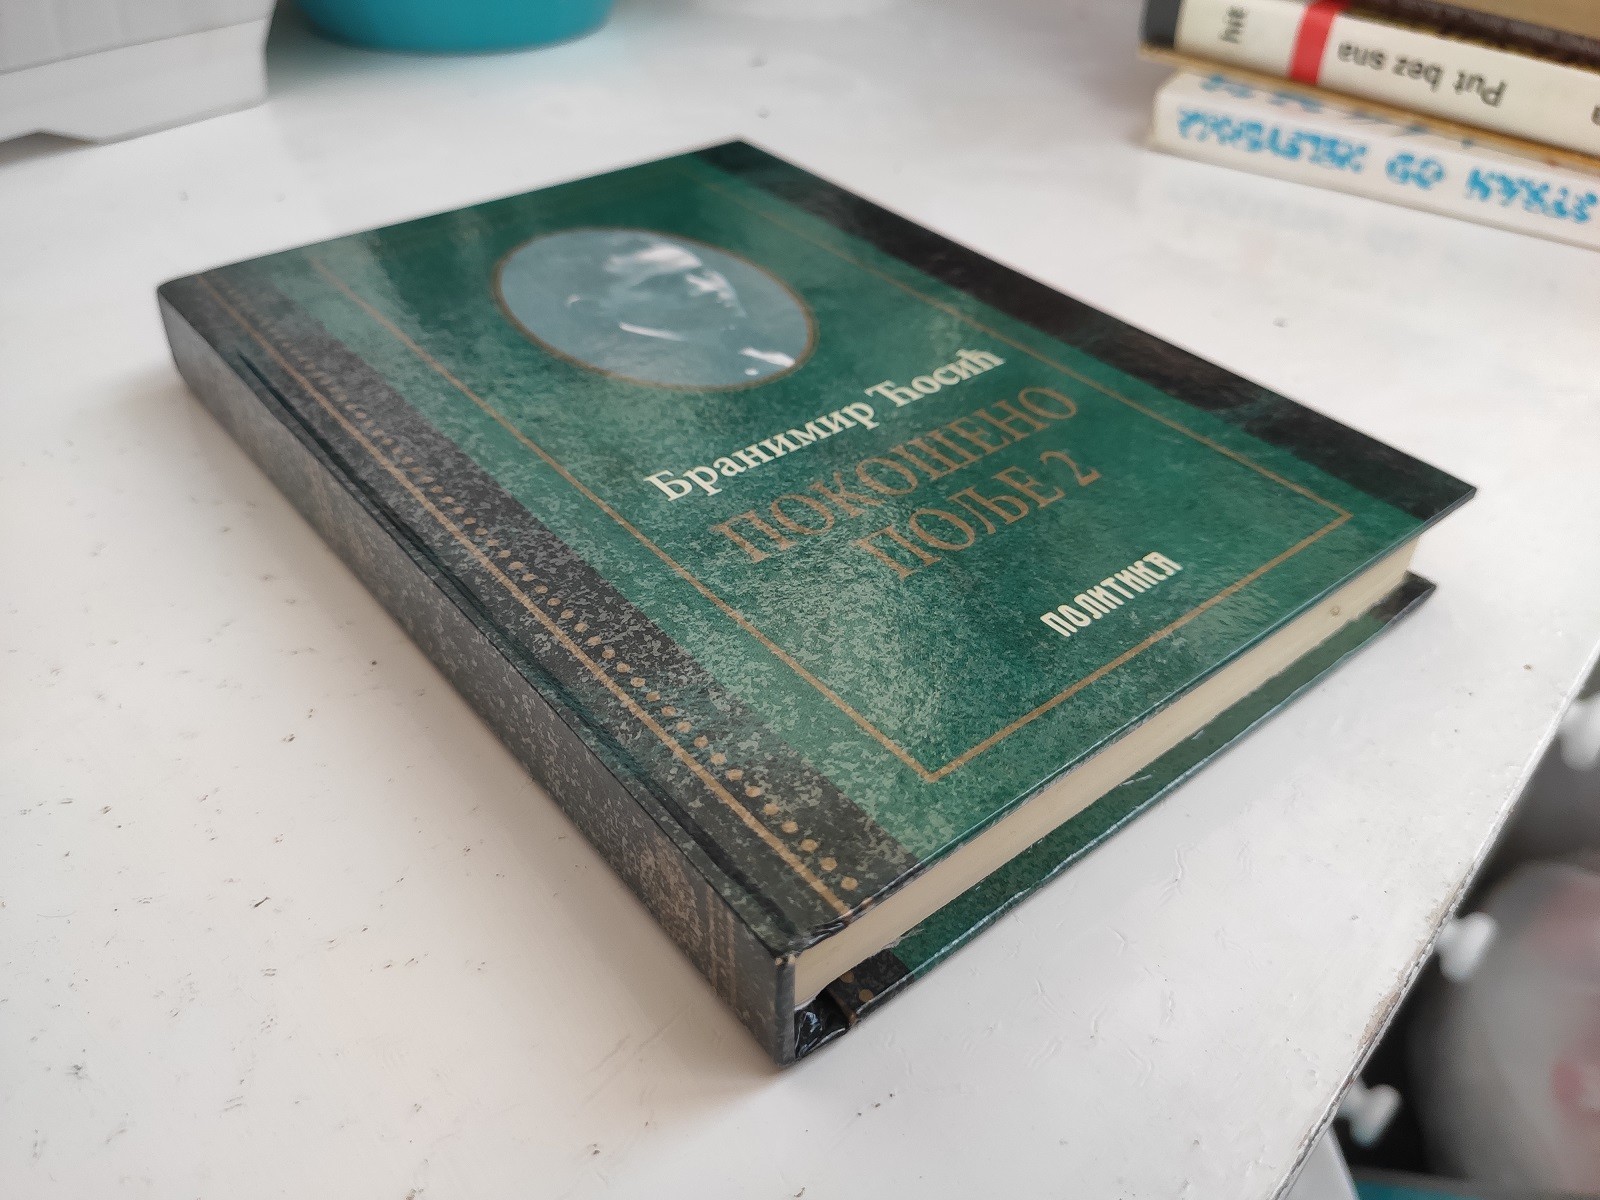 Бранимир Ћосић
ПОКОШЕНО
ПОЉЕ 2
ПОЛИТИКА
Put bez sna